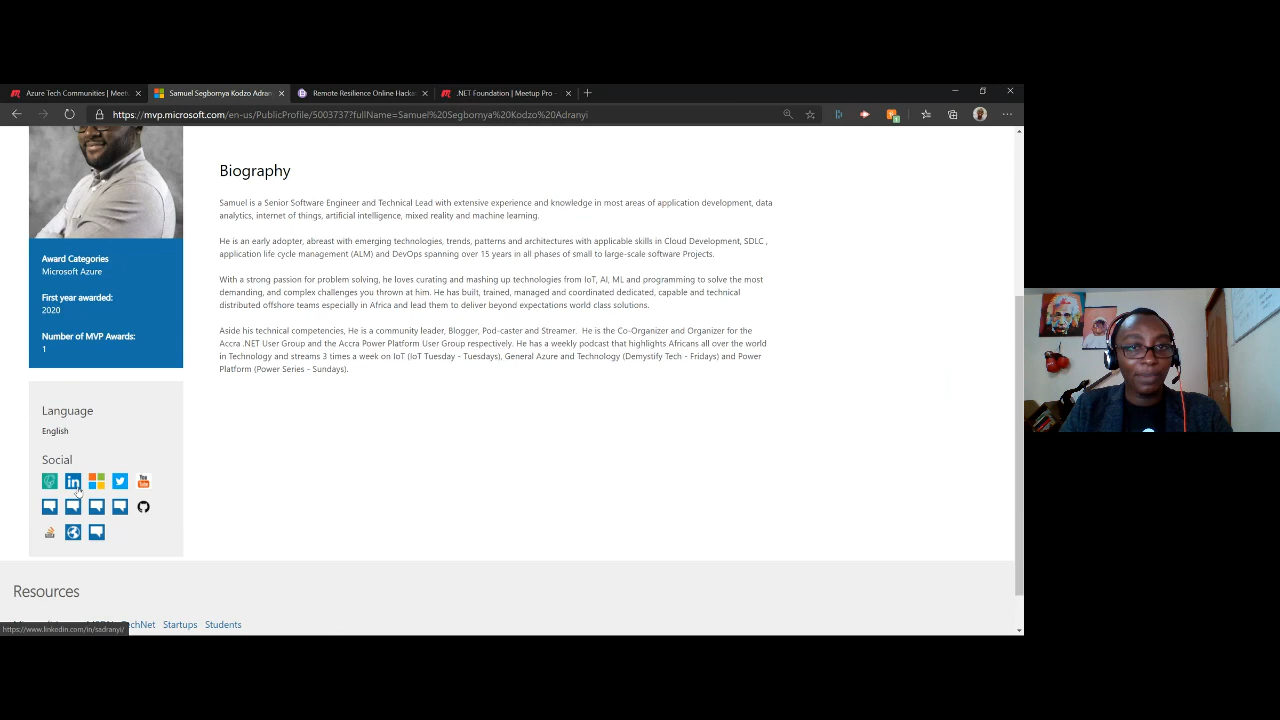 Azure Tech Communities | Meetu
Samuel Segbornya Kodzo Adran
Remote Resilience Online Hacka
.NET Foundation | Meetup Pro -
https://mvp.microsoft.com/en-us/PublicProfile/5003737?fullName=Samuel%20Segbornya%20Kodzo%20Adranyi
Biography
Samuel is a Senior Software Engineer and Technical Lead with extensive experience and knowledge in most areas of application development, data
analytics, internet of things, artificial intelligence, mixed reality and machine learning.
He is an early adopter, abreast with emerging technologies, trends, patterns and architectures with applicable skills in Cloud Development, SDLC ,
application life cycle management (ALM) and DevOps spanning over 15 years in all phases of small to large-scale software Projects.
With a strong passion for problem solving, he loves curating and mashing up technologies from IoT, AI, ML and programming to solve the most
demanding, and complex challenges you thrown at him. He has built, trained, managed and coordinated dedicated, capable and technical
distributed offshore teams especially in Africa and lead them to deliver beyond expectations world class solutions.
Aside his technical competencies, He is a community leader, Blogger, Pod-caster and Streamer. He is the Co-Organizer and Organizer for the
Accra .NET User Group and the Accra Power Platform User Group respectively. He has a weekly podcast that highlights Africans all over the world
in Technology and streams 3 times a week on IoT (IoT Tuesday - Tuesdays), General Azure and Technology (Demystify Tech - Fridays) and Power
Platform (Power Series - Sundays).
Award Categories
Microsoft Azure
First year awarded:
2020
Number of MVP Awards:
1
Language
English
Social
in
You
Tube
Resources
TechNet Startups Students
https://www.linkedin.com/in/sadranyi/